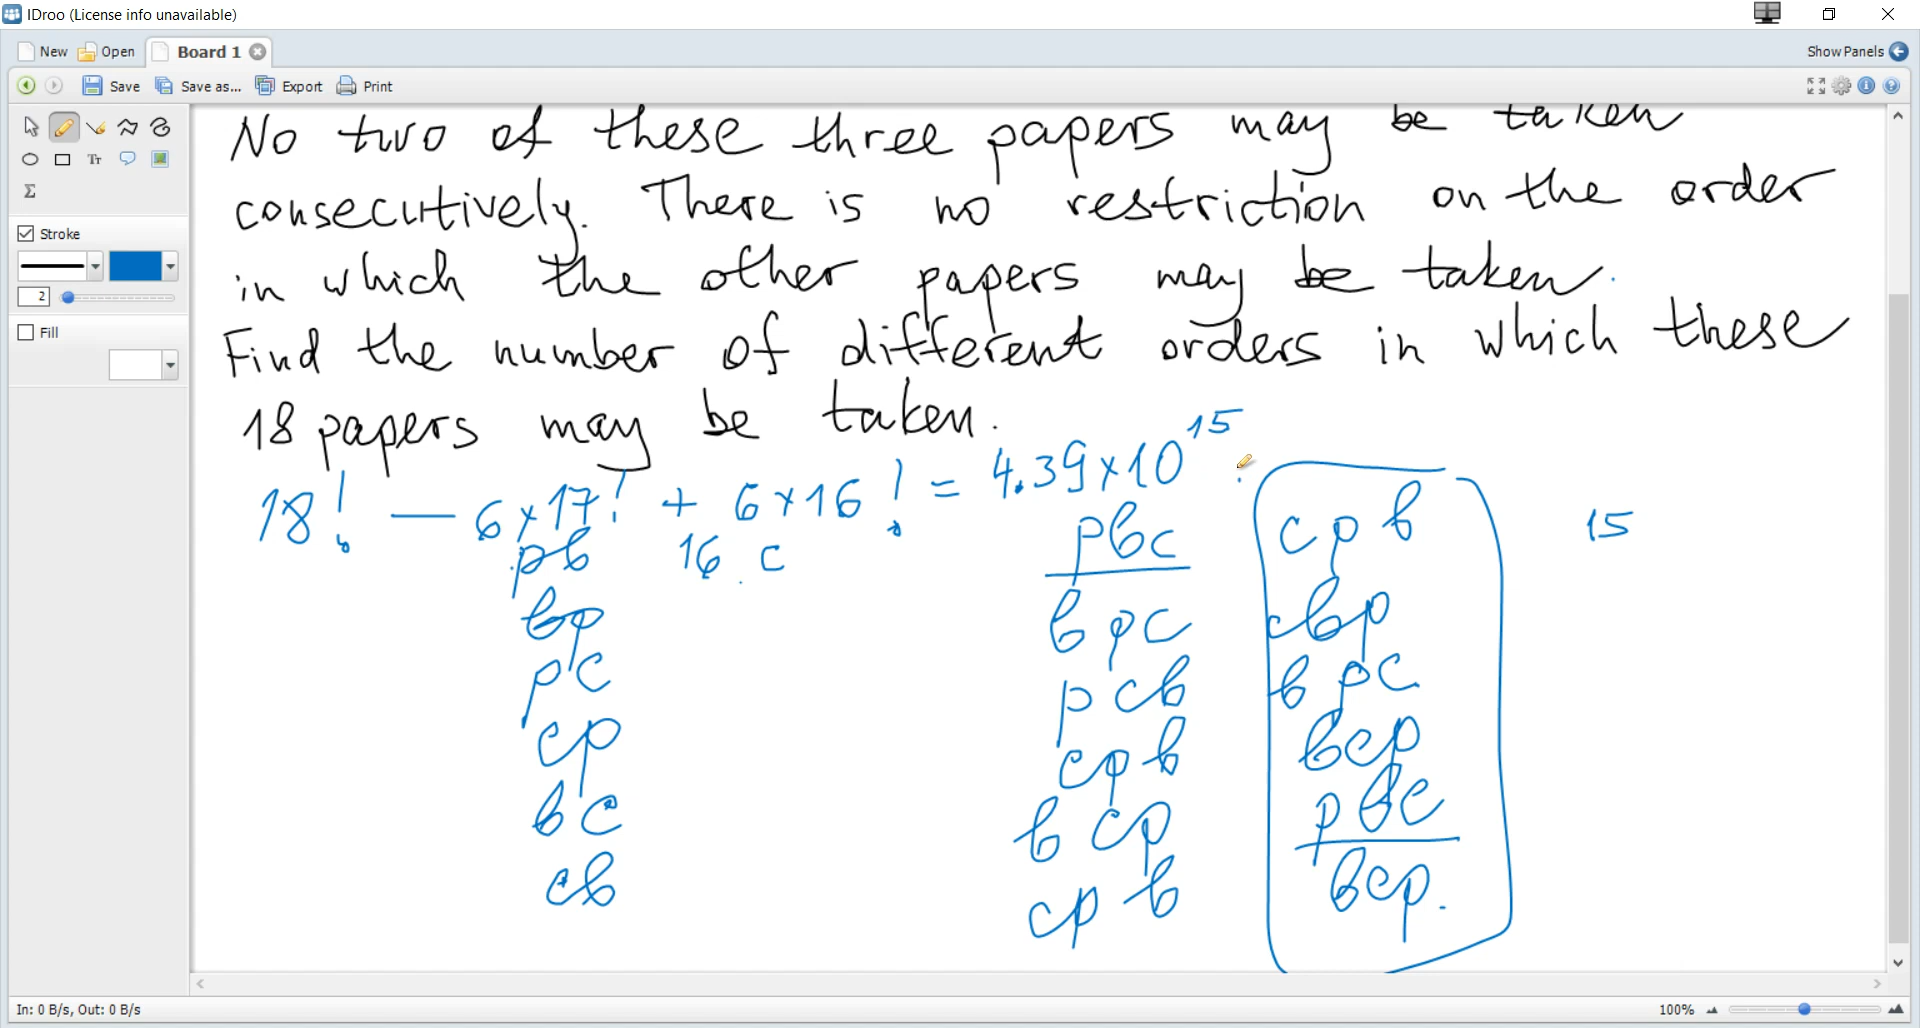 IDroo (License info unavailable)
New Open Board 1 Show Panels
Save Save as... Export Print
Stroke
2
Fill
No two of these three papers may be taken
consecutively. There is no restriction on the order
in which the other papers may be taken.
Find the number of different orders in which these
18 papers may be taken.
18! — 6×17! + 6×16! = 4.39×10^15
pb 16 c pbc cpb 15
bp bpc cbp
pc pcb bpc
cp cpb bcp
bc bcp pbc
cb cpb bcp.
In: 0 B/s, Out: 0 B/s 100%